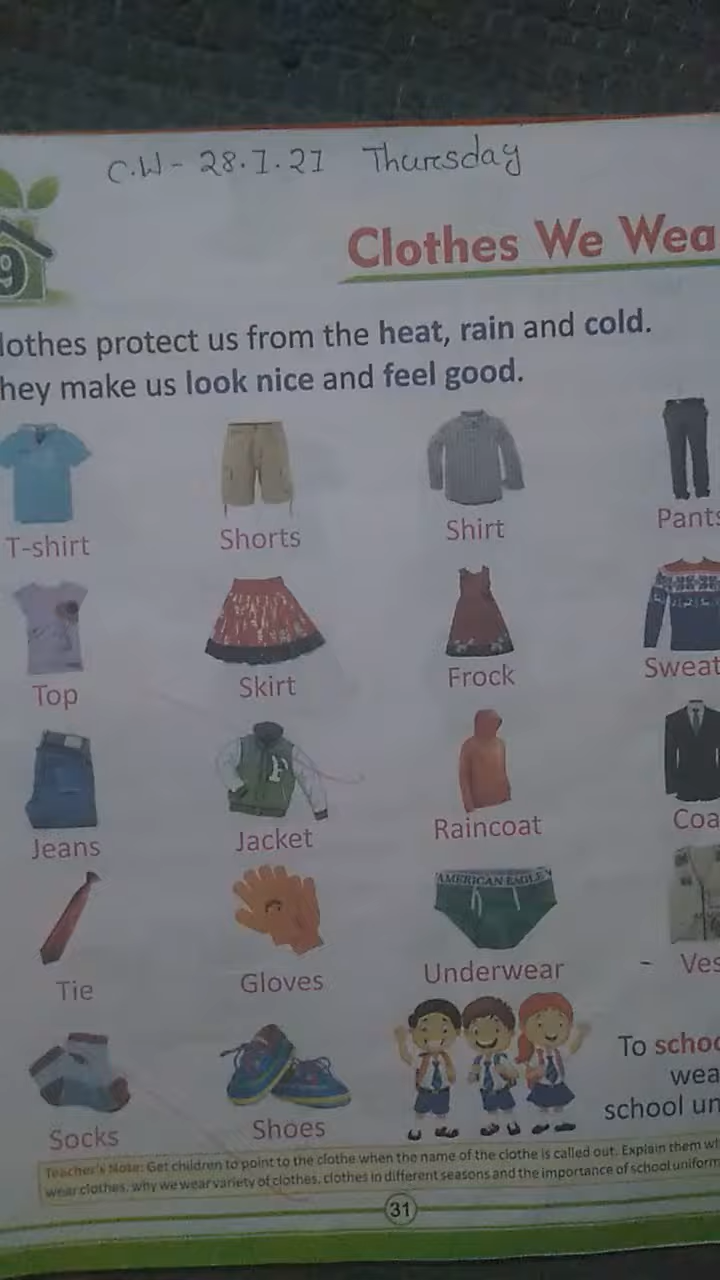 C.W - 28.1.21 Thursday
9
Clothes We Wea
lothes protect us from the heat, rain and cold.
hey make us look nice and feel good.
T-shirt Shorts Shirt Pants
Top Skirt Frock Sweat
Jeans Jacket Raincoat Coa
AMERICAN EAGLE
Tie Gloves Underwear - Ves
To schoo
wea
school un
Socks Shoes
Teacher's Note: Get children to point to the clothe when the name of the clothe is called out. Explain them wh
wear clothes, why we wear variety of clothes, clothes in different seasons and the importance of school uniform
31